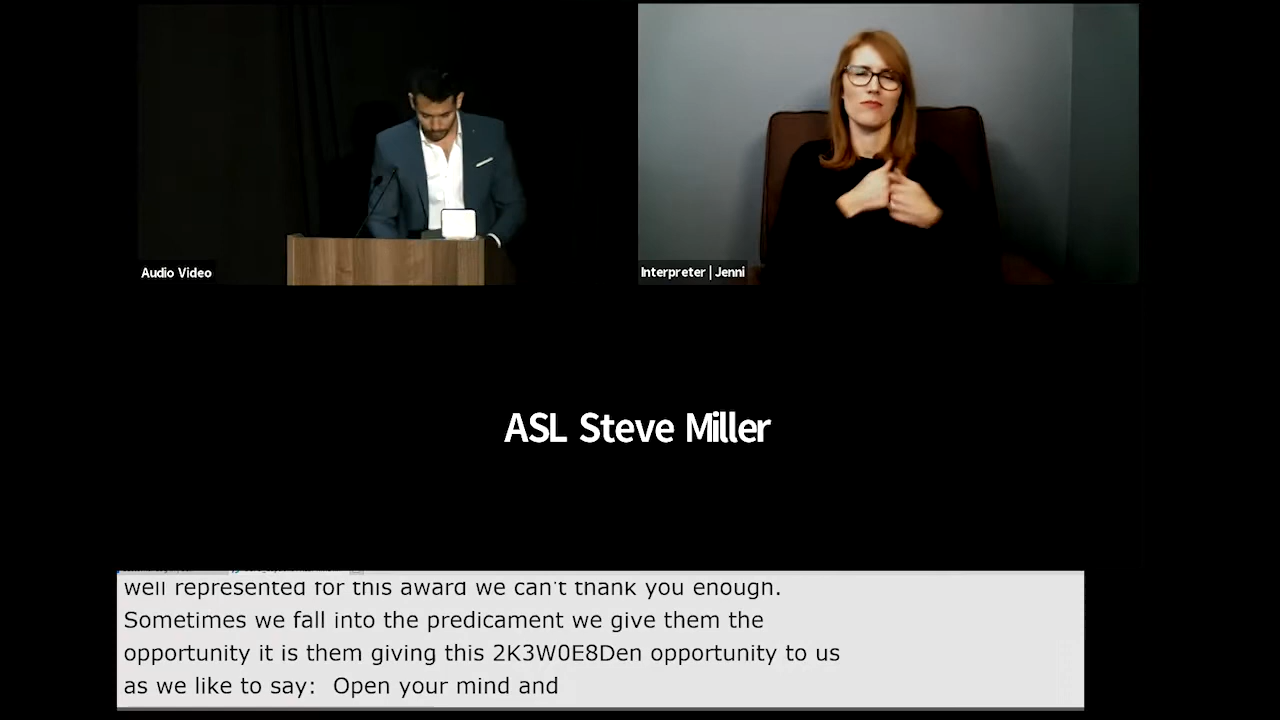 Audio Video
Interpreter | Jenni
ASL Steve Miller
well represented for this award we can't thank you enough.
Sometimes we fall into the predicament we give them the
opportunity it is them giving this 2K3W0E8Den opportunity to us
as we like to say:  Open your mind and